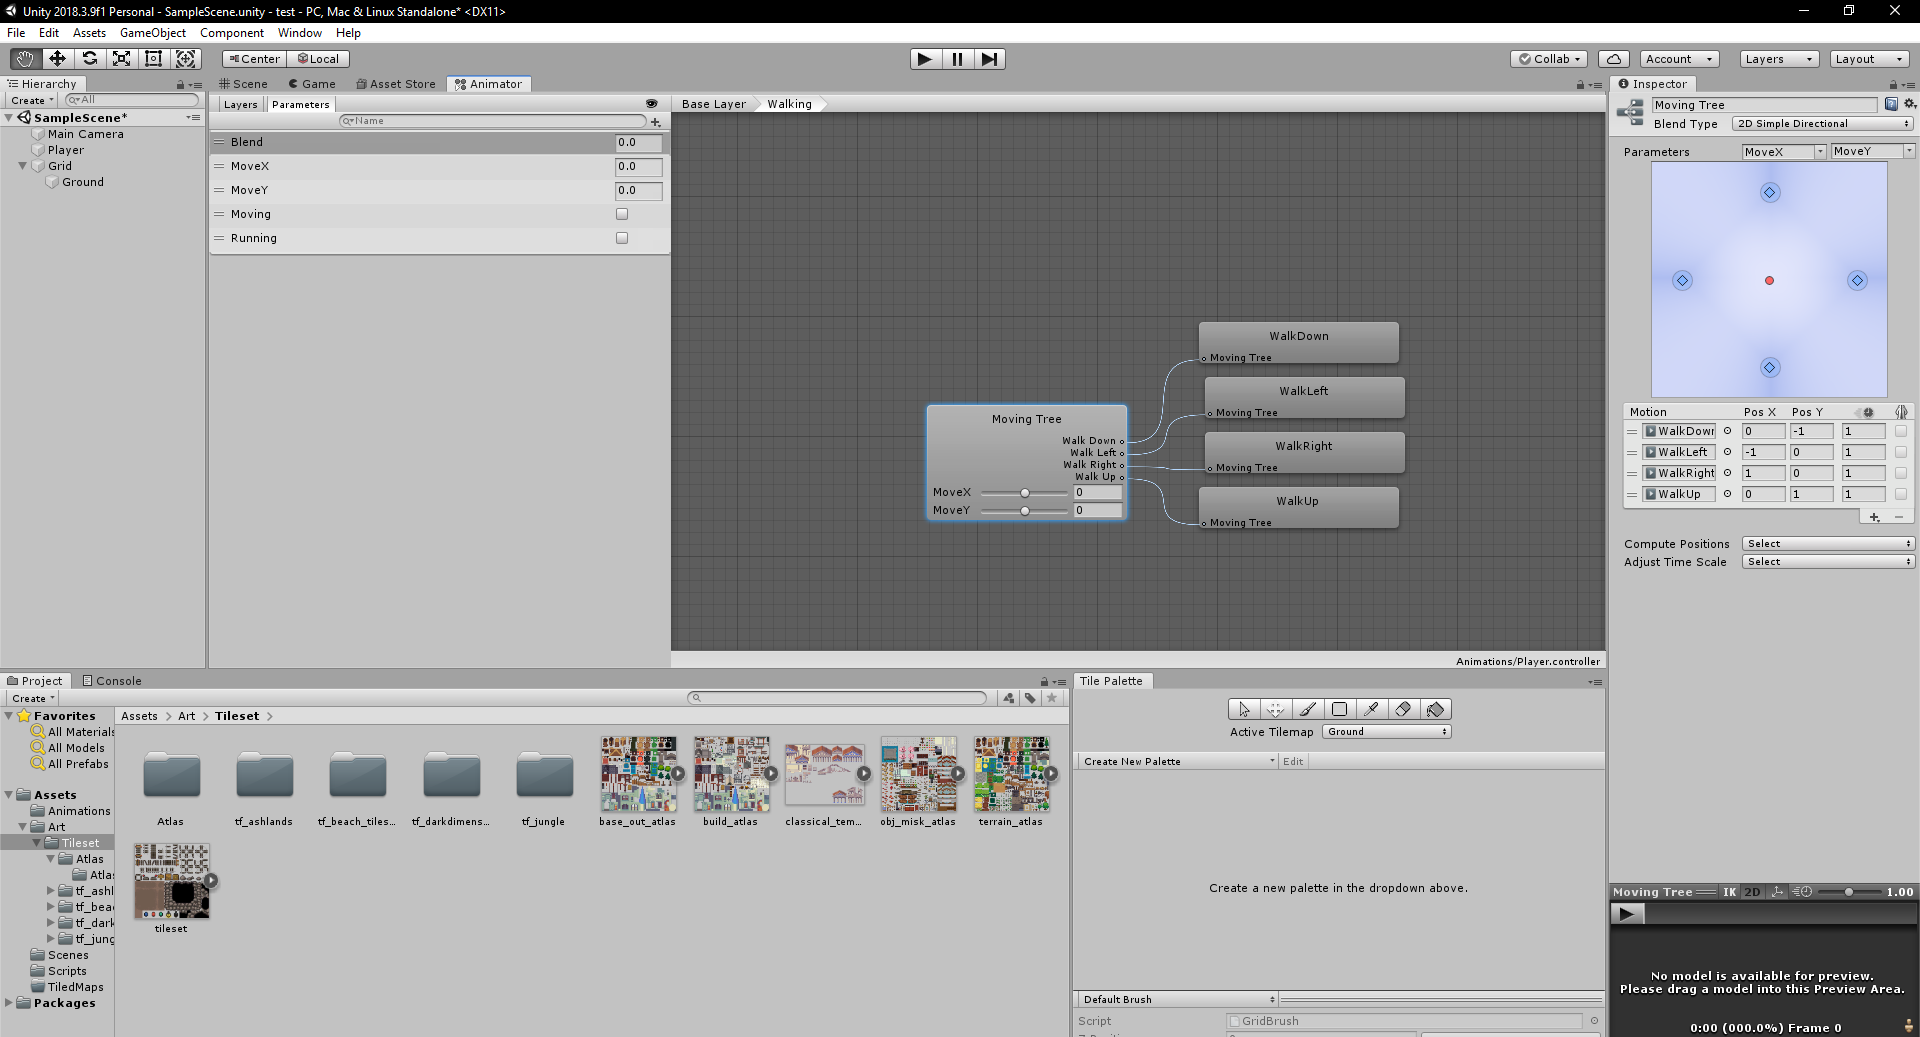 Unity 2018.3.9f1 Personal - SampleScene.unity - test - PC, Mac & Linux Standalone* <DX11>
File Edit Assets GameObject Component Window Help
Center Local
Collab Account Layers Layout
Hierarchy
Create All
SampleScene*
Main Camera
Player
Grid
Ground
Scene Game Asset Store Animator
Layers Parameters
Name
Blend 0.0
MoveX 0.0
MoveY 0.0
Moving
Running
Base Layer Walking
Moving Tree
Walk Down
Walk Left
Walk Right
Walk Up
MoveX 0
MoveY 0
WalkDown
Moving Tree
WalkLeft
Moving Tree
WalkRight
Moving Tree
WalkUp
Moving Tree
Animations/Player.controller
Inspector
Moving Tree
Blend Type 2D Simple Directional
Parameters MoveX MoveY
Motion Pos X Pos Y
WalkDown 0 -1 1
WalkLeft -1 0 1
WalkRight 1 0 1
WalkUp 0 1 1
Compute Positions Select
Adjust Time Scale Select
Moving Tree IK 2D 1.00
No model is available for preview.
Please drag a model into this Preview Area.
0:00 (000.0%) Frame 0
Project Console
Create
Favorites
All Materials
All Models
All Prefabs
Assets
Animations
Art
Tileset
Atlas
Atlas
tf_ashl
tf_bea
tf_dark
tf_jung
Scenes
Scripts
TiledMaps
Packages
Assets > Art > Tileset >
Atlas
tf_ashlands
tf_beach_tiles...
tf_darkdimens...
tf_jungle
base_out_atlas
build_atlas
classical_tem...
obj_misk_atlas
terrain_atlas
tileset
Tile Palette
Active Tilemap Ground
Create New Palette Edit
Create a new palette in the dropdown above.
Default Brush
Script GridBrush